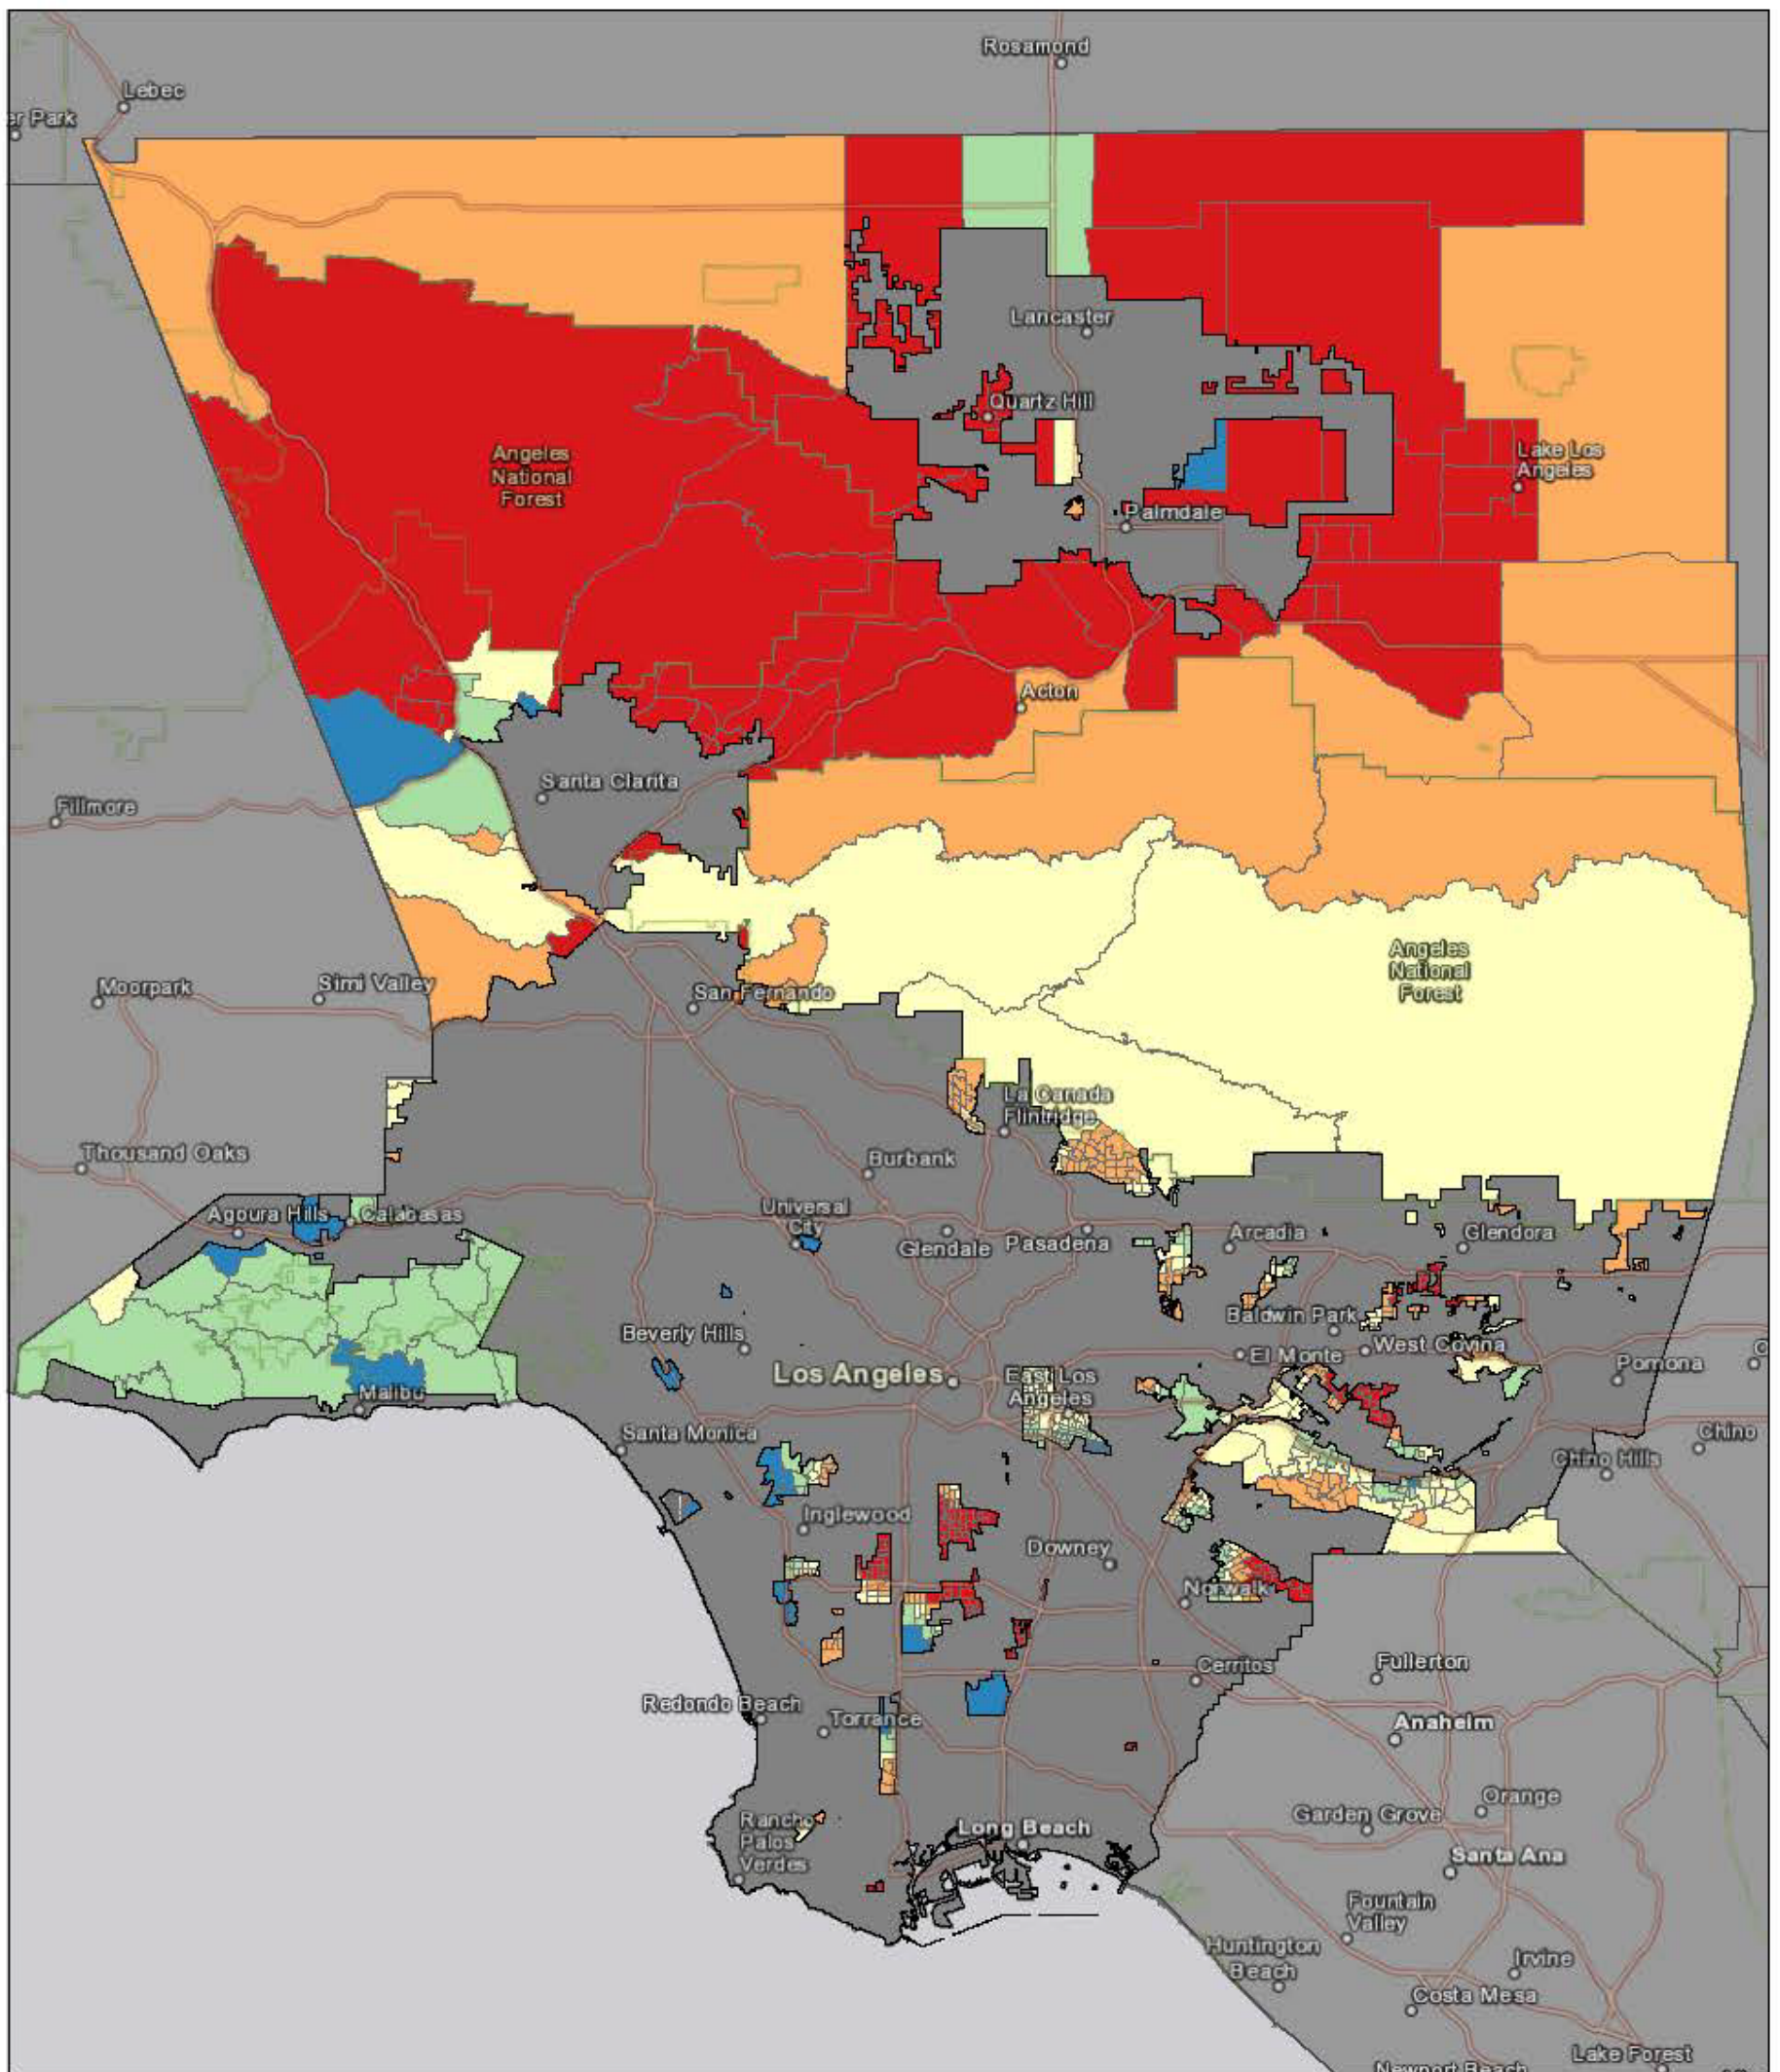 Rosamond
Lebec
er Park
Lancaster
Quartz Hill
Angeles
National
Forest
Lake Los
Angeles
Palmdale
Acton
Santa Clarita
Fillmore
Angeles
National
Forest
Moorpark
Simi Valley
San Fernando
La Canada
Flintridge
Thousand Oaks
Burbank
Agoura Hills
Calabasas
Universal
City
Glendale
Pasadena
Arcadia
Glendora
Baldwin Park
Beverly Hills
El Monte
West Covina
Los Angeles
East Los
Angeles
Pomona
Malibu
Santa Monica
Chino
Chino Hills
Inglewood
Downey
Norwalk
Cerritos
Fullerton
Redondo Beach
Torrance
Anaheim
Orange
Garden Grove
Rancho
Palos
Verdes
Long Beach
Santa Ana
Fountain
Valley
Huntington
Beach
Irvine
Costa Mesa
Lake Forest
Newport Beach